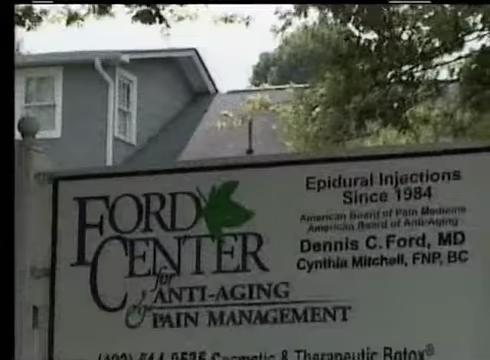 FORD
CENTER
for
ANTI-AGING
& PAIN MANAGEMENT
Epidural Injections
Since 1984
American Board of Pain Medicine
American Board of Anti-Aging
Dennis C. Ford, MD
Cynthia Mitchell, FNP, BC
Cosmetic & Therapeutic Botox®